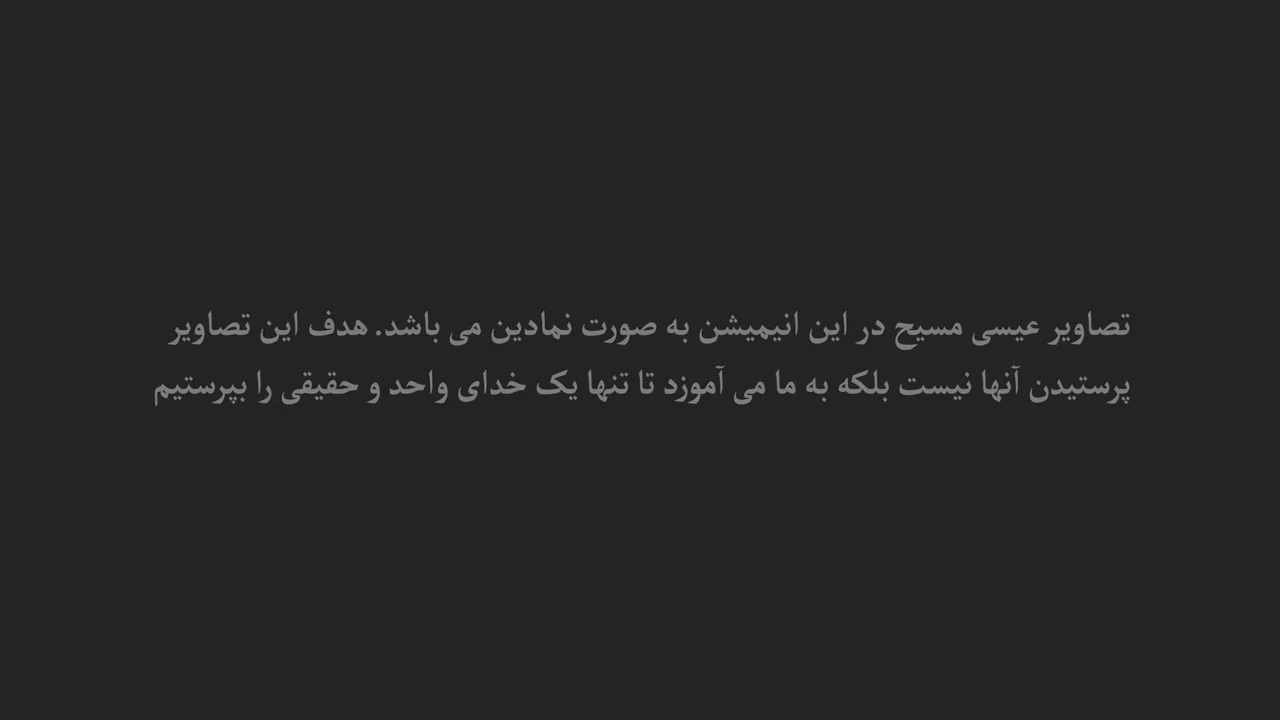 تصاویر عیسی مسیح در این انیمیشن به صورت نمادین می باشد. هدف این تصاویر
پرستیدن آنها نیست بلکه به ما می آموزد تا تنها یک خدای واحد و حقیقی را بپرستیم